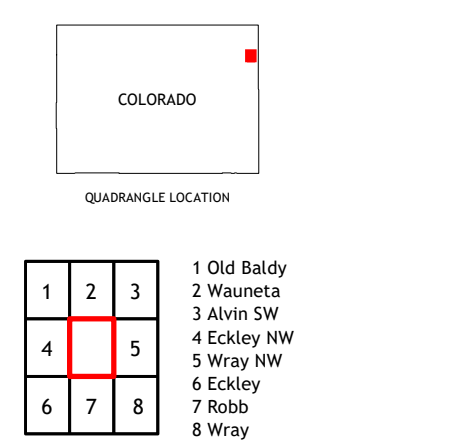 COLORADO
QUADRANGLE LOCATION
1 2 3
4 5
6 7 8
1 Old Baldy
2 Wauneta
3 Alvin SW
4 Eckley NW
5 Wray NW
6 Eckley
7 Robb
8 Wray